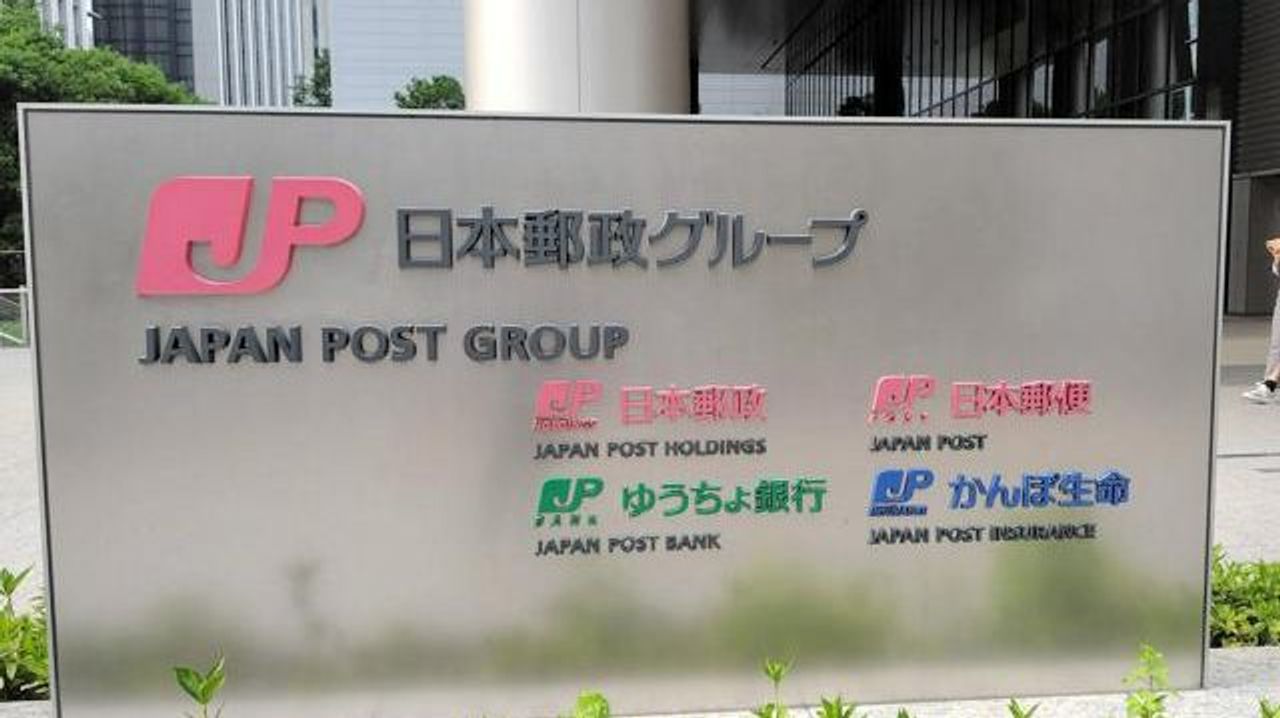 JP 日本郵政グループ
JAPAN POST GROUP
JP 日本郵政
JAPAN POST HOLDINGS
JP 日本郵便
JAPAN POST
JP ゆうちょ銀行
BANK
JAPAN POST BANK
JP かんぽ生命
JAPAN POST INSURANCE